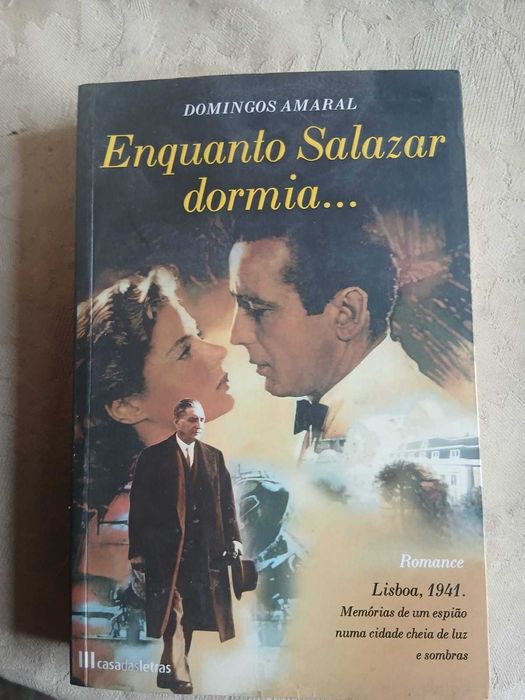 DOMINGOS AMARAL
Enquanto Salazar
dormia...
Romance
Lisboa, 1941.
Memórias de um espião
numa cidade cheia de luz
e sombras
casadasletras